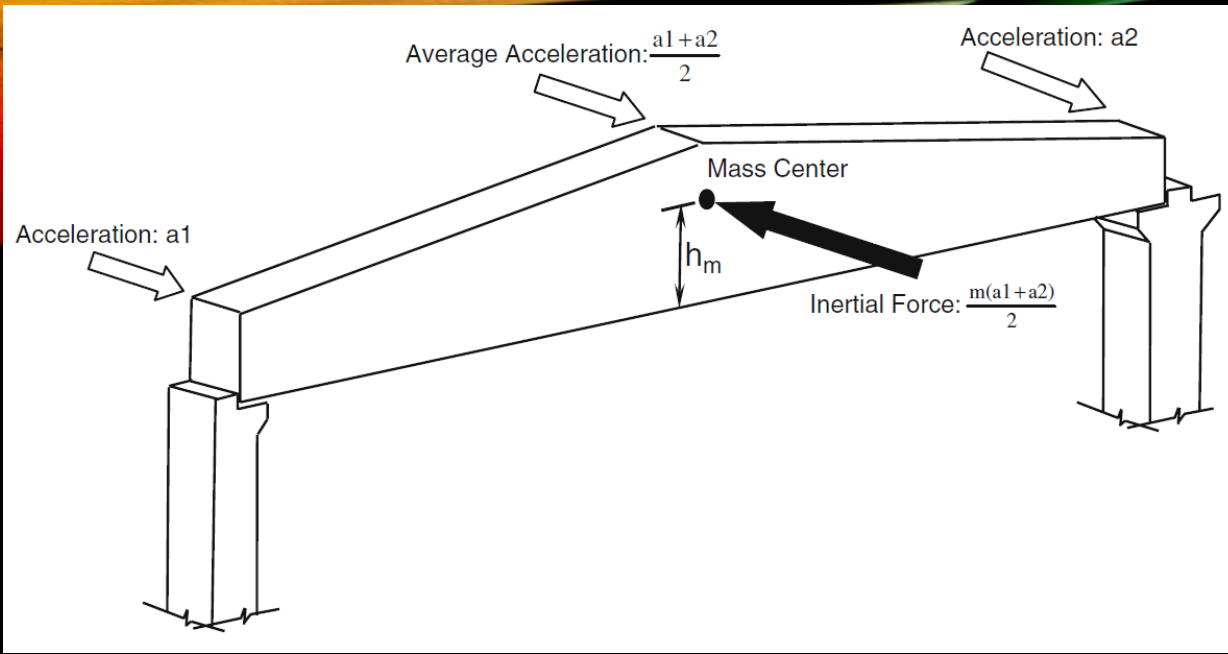 Average Acceleration: a1+a2
2
Acceleration: a2
Mass Center
Acceleration: a1
hm
Inertial Force: m(a1+a2)
2